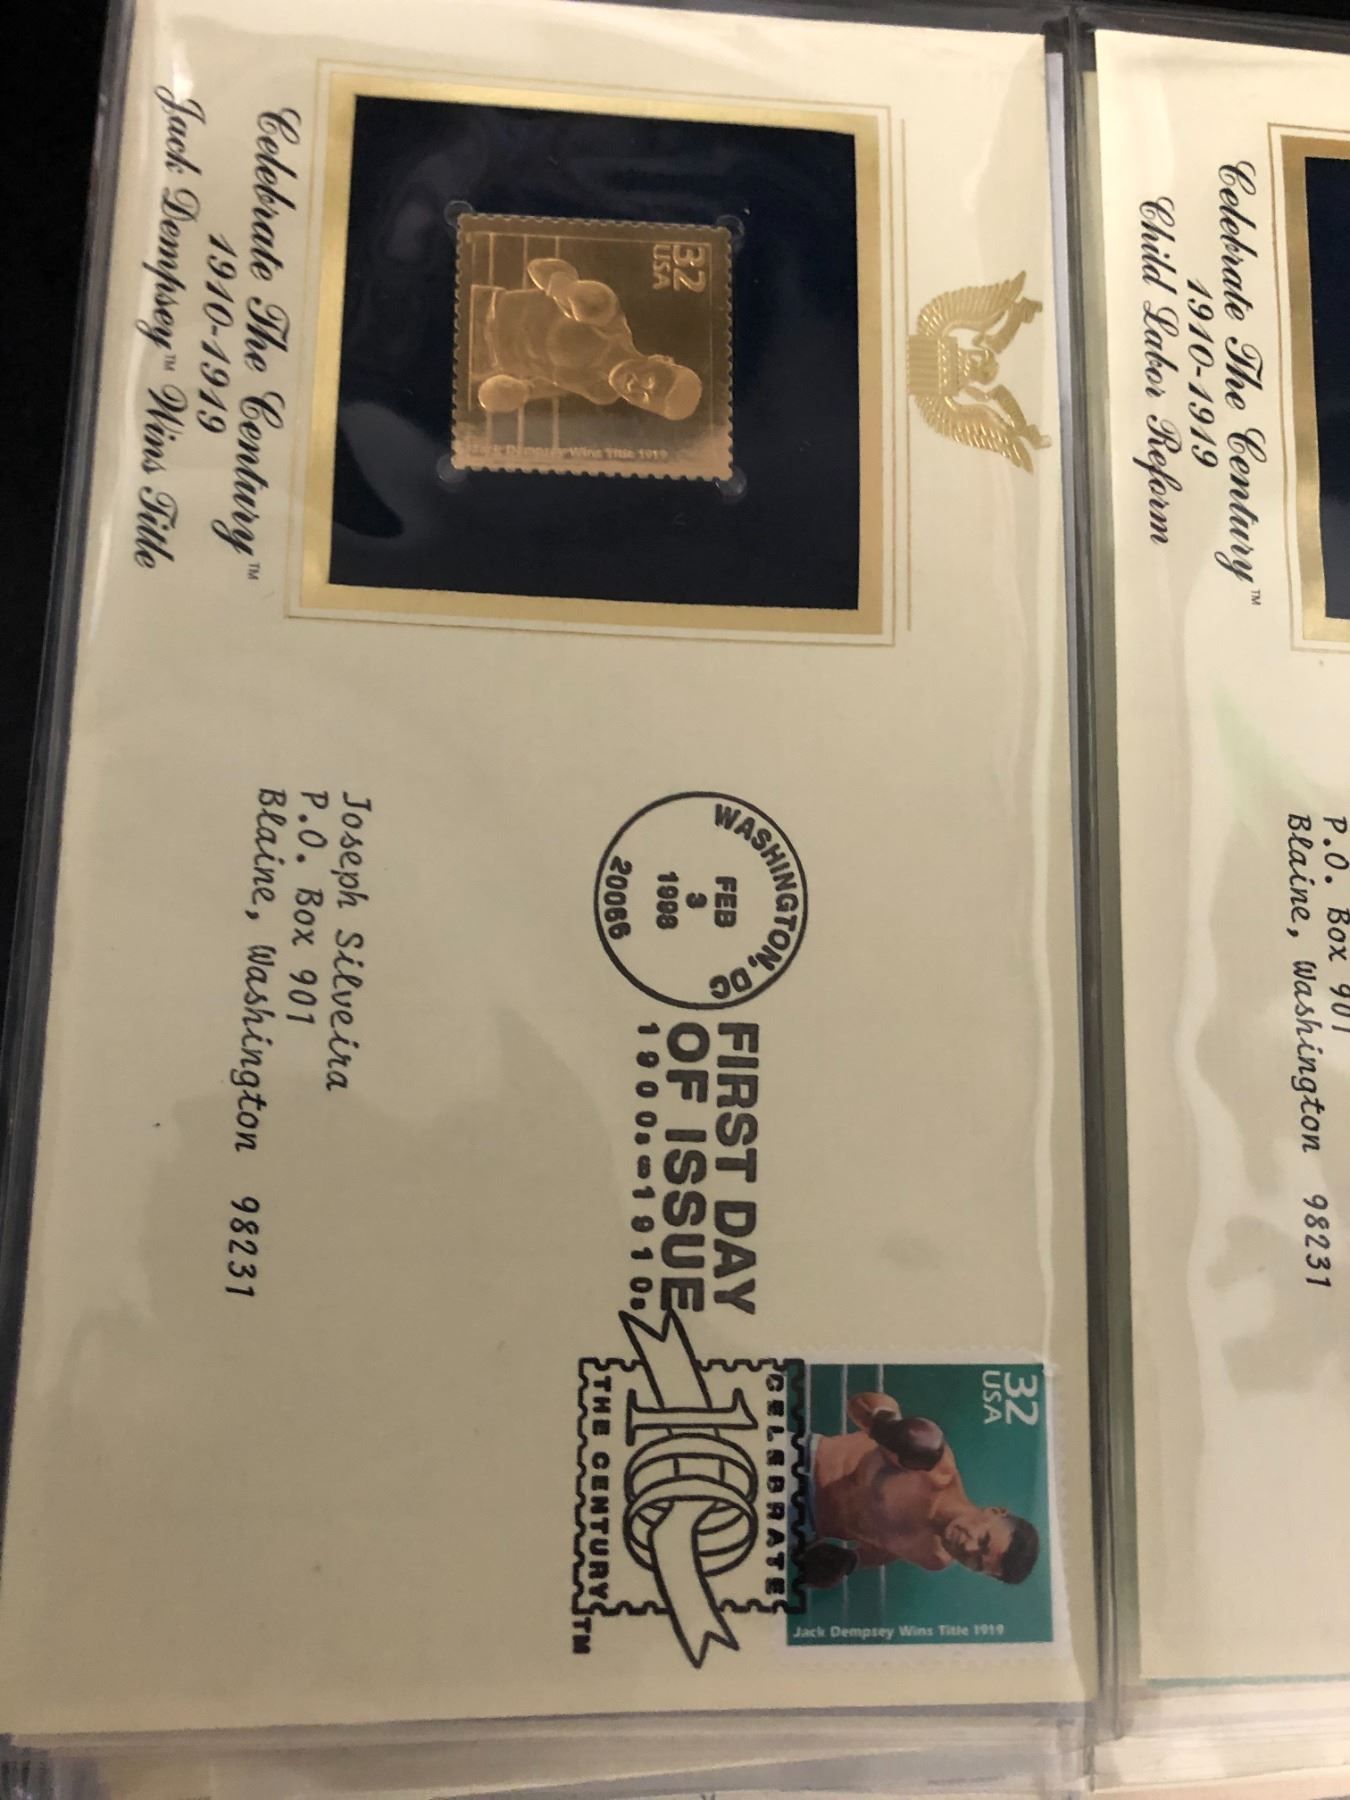 32
USA
Jack Dempsey Wins Title 1919
Celebrate The Century™
1910-1919
Jack Dempsey™ Wins Title
WASHINGTON, DC
FEB
3
1998
20066
FIRST DAY
OF ISSUE
1900s-1910s
CELEBRATE
100
THE CENTURY™
32
USA
Jack Dempsey Wins Title 1919
Joseph Silveira
P.O. Box 901
Blaine, Washington 98231
Celebrate The Century™
1910-1919
Child Labor Reform
P.O. Box 901
Blaine, Washington 98231